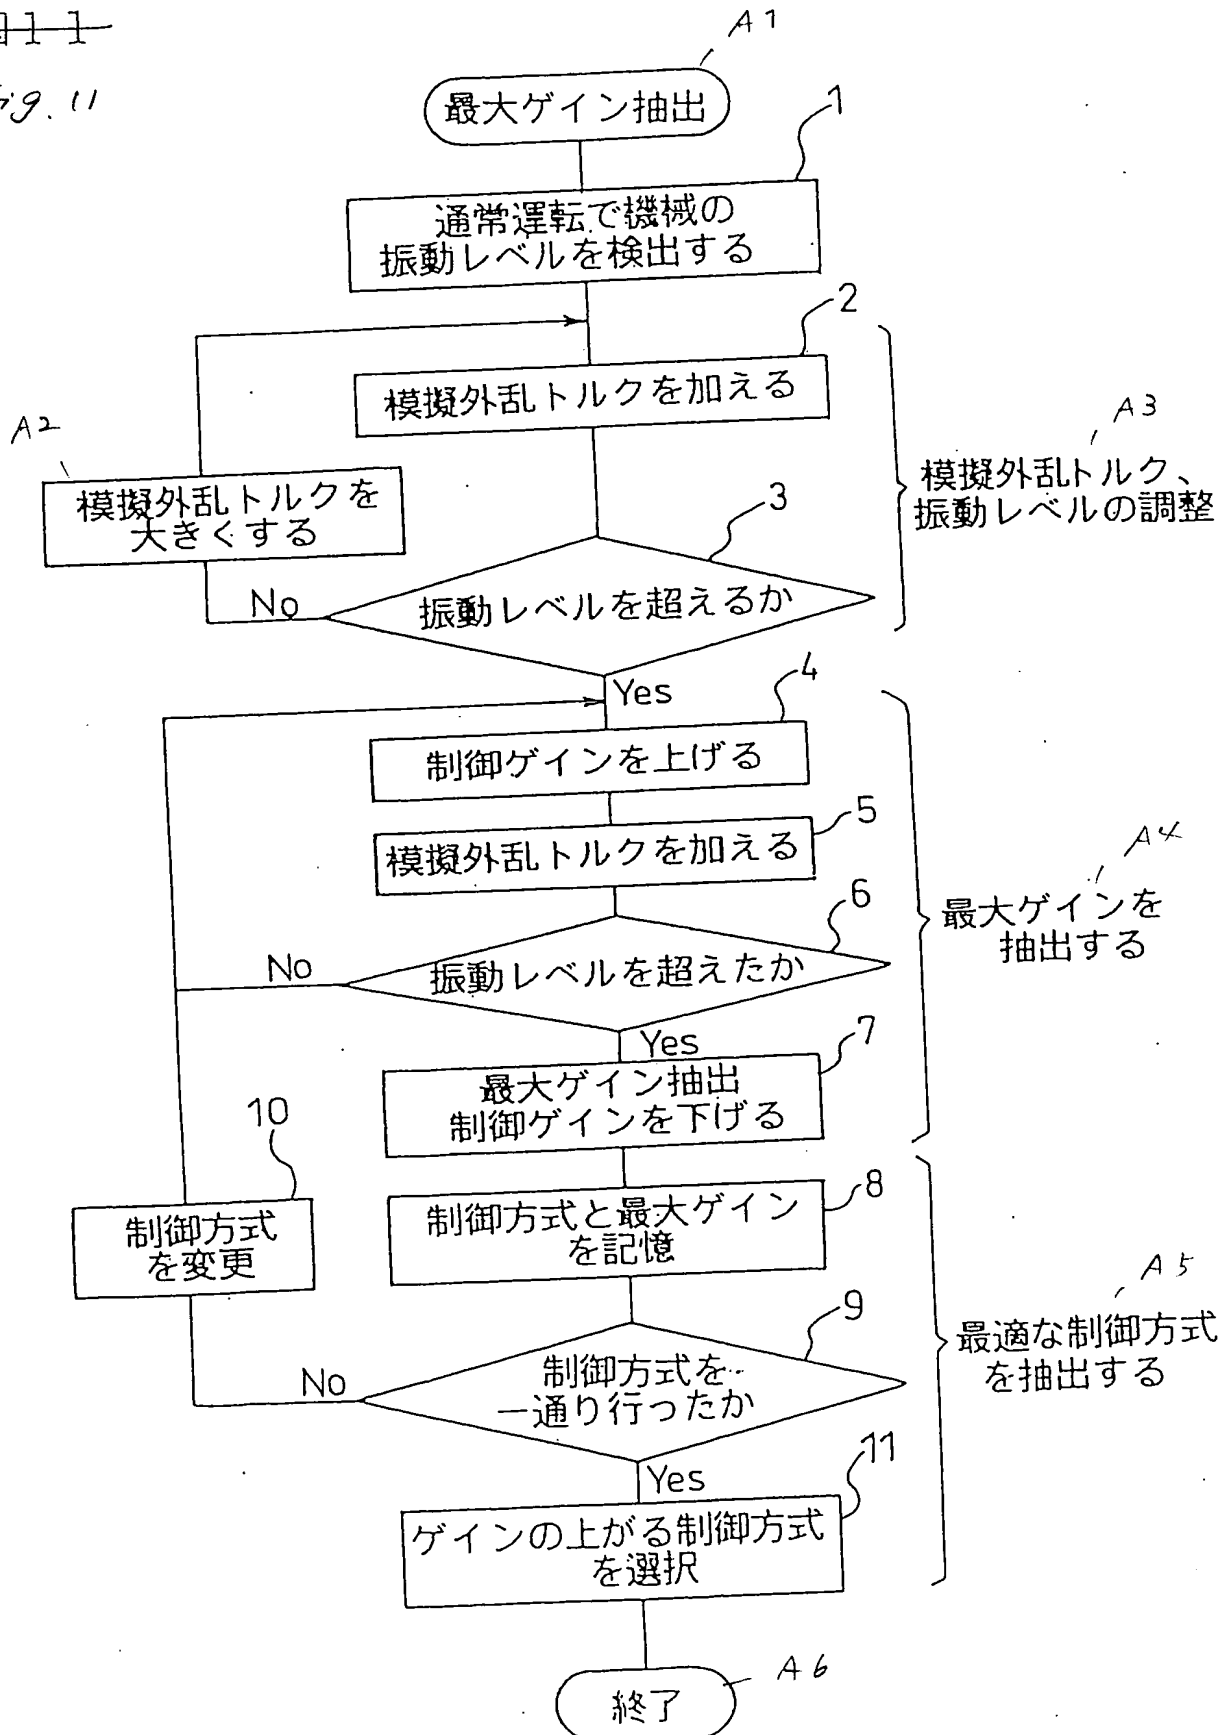 Fig. 11
A1
最大ゲイン抽出
1
通常運転で機械の
振動レベルを検出する
2
模擬外乱トルクを加える
A2
模擬外乱トルクを
大きくする
A3
模擬外乱トルク、
振動レベルの調整
3
振動レベルを超えるか
No
Yes
4
制御ゲインを上げる
5
模擬外乱トルクを加える
A4
最大ゲインを
抽出する
6
振動レベルを超えたか
No
Yes
7
最大ゲイン抽出
制御ゲインを下げる
10
制御方式
を変更
8
制御方式と最大ゲイン
を記憶
A5
最適な制御方式
を抽出する
9
制御方式を
一通り行ったか
No
Yes
11
ゲインの上がる制御方式
を選択
A6
終了